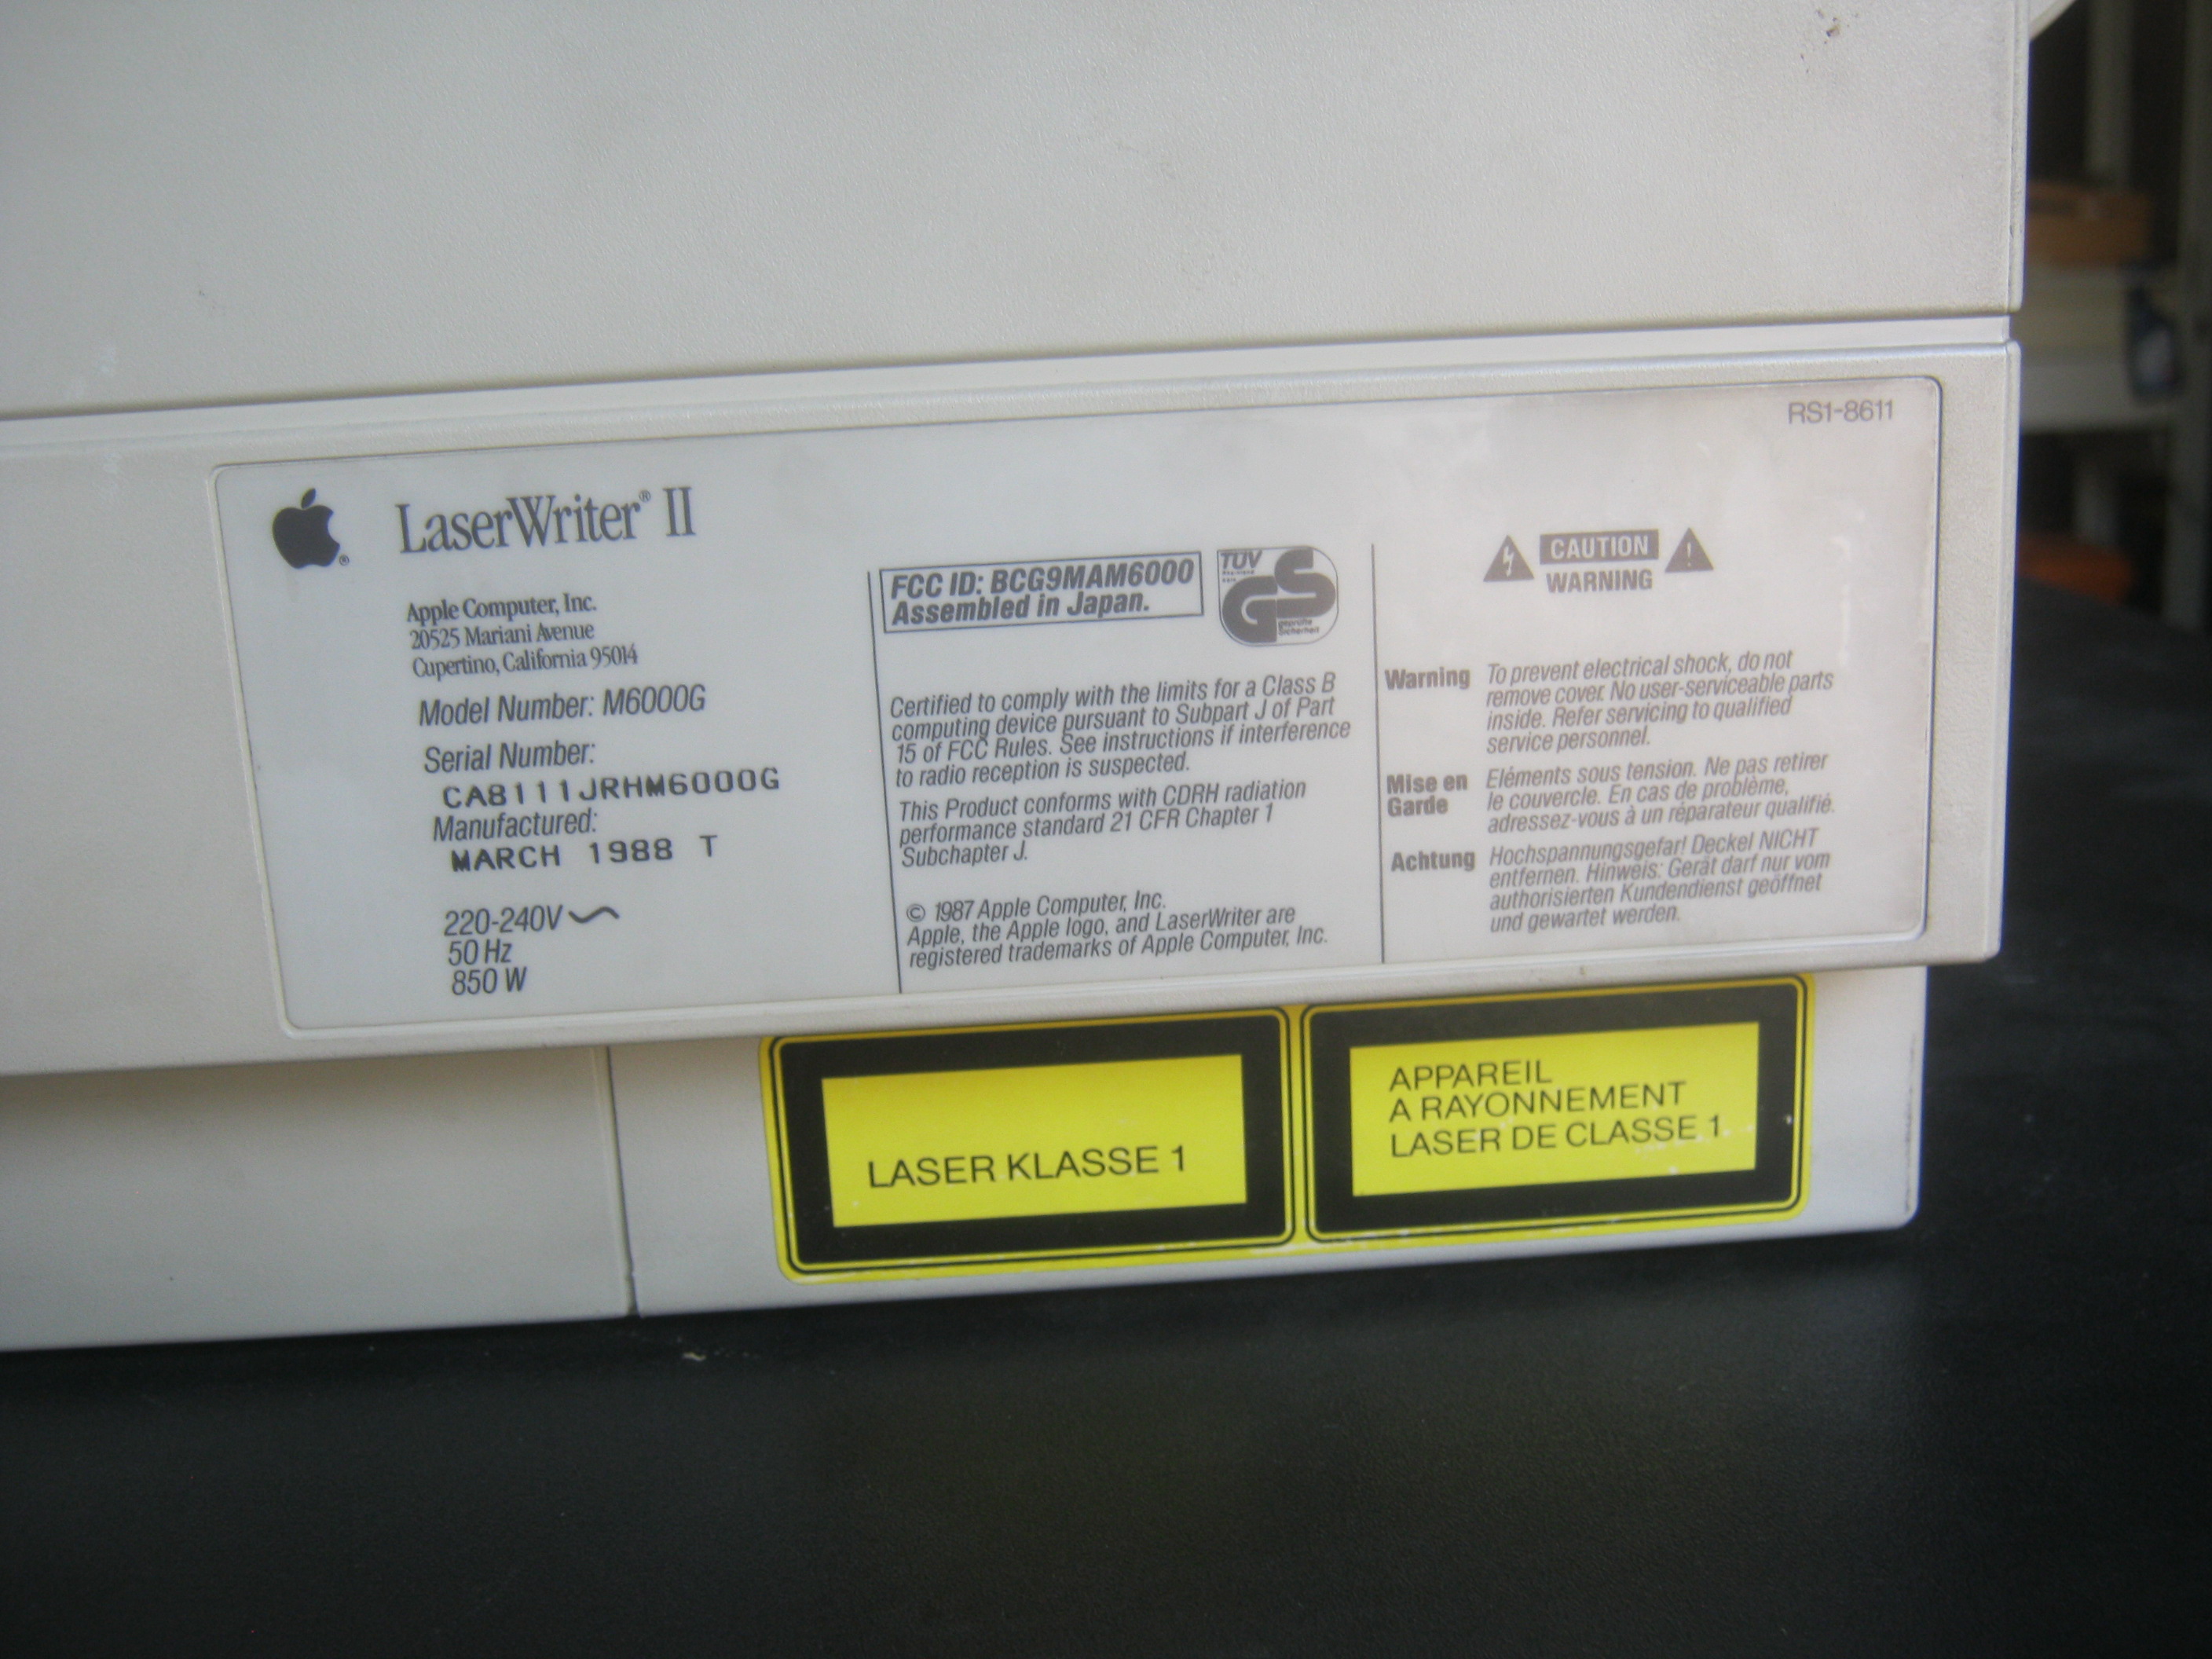 RS1-8611
LaserWriter® II
Apple Computer, Inc.
20525 Mariani Avenue
Cupertino, California 95014
Model Number: M6000G
Serial Number:
CA8111JRHM6000G
Manufactured:
MARCH 1988 T
220-240V
50 Hz
850 W
FCC ID: BCG9MAM6000
Assembled in Japan.
TÜV
GS
geprüfte
Sicherheit
Certified to comply with the limits for a Class B
computing device pursuant to Subpart J of Part
15 of FCC Rules. See instructions if interference
to radio reception is suspected.
This Product conforms with CDRH radiation
performance standard 21 CFR Chapter 1
Subchapter J.
© 1987 Apple Computer, Inc.
Apple, the Apple logo, and LaserWriter are
registered trademarks of Apple Computer, Inc.
CAUTION
WARNING
Warning To prevent electrical shock, do not
remove cover. No user-serviceable parts
inside. Refer servicing to qualified
service personnel.
Mise en Eléments sous tension. Ne pas retirer
Garde le couvercle. En cas de problème,
adressez-vous à un réparateur qualifié.
Achtung Hochspannungsgefar! Deckel NICHT
entfernen. Hinweis: Gerät darf nur vom
authorisierten Kundendienst geöffnet
und gewartet werden.
LASER KLASSE 1
APPAREIL
A RAYONNEMENT
LASER DE CLASSE 1